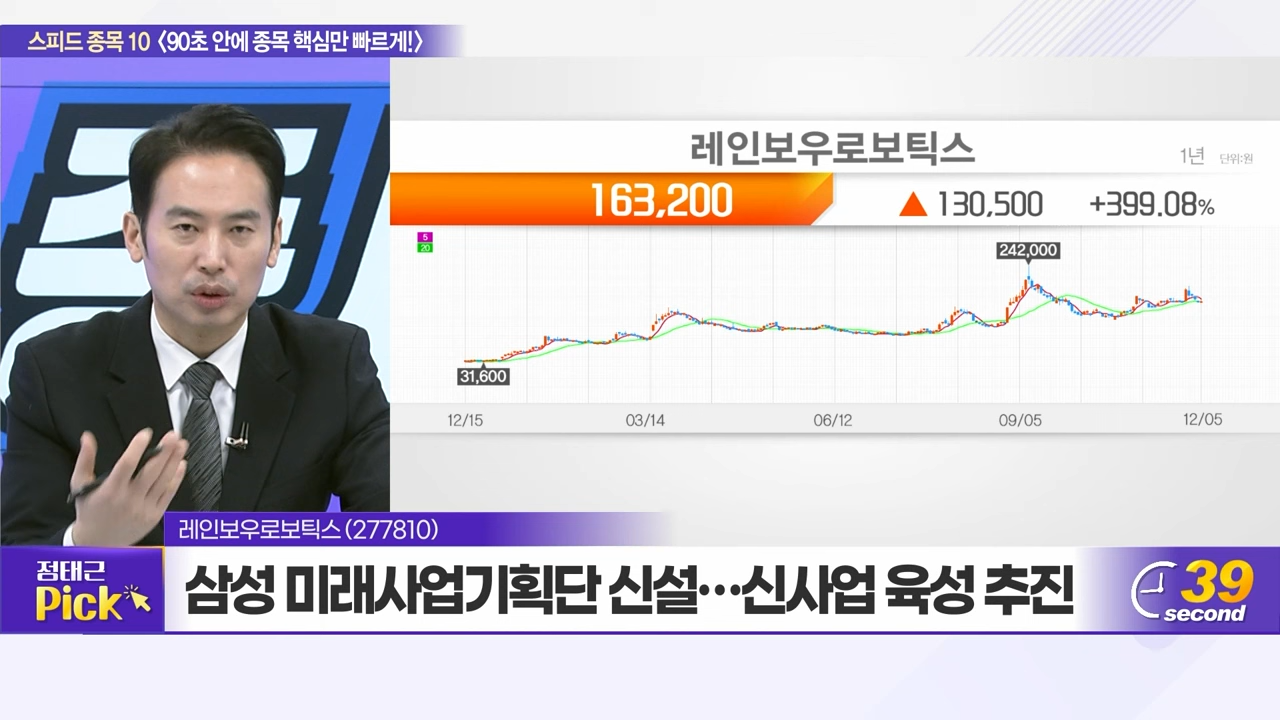 스피드 종목 10 〈90초 안에 종목 핵심만 빠르게!〉
레인보우로보틱스
1년 단위:원
163,200
▲ 130,500 +399.08%
5
20
242,000
31,600
12/15 03/14 06/12 09/05 12/05
레인보우로보틱스(277810)
정태근
Pick
삼성 미래사업기획단 신설…신사업 육성 추진
39
second